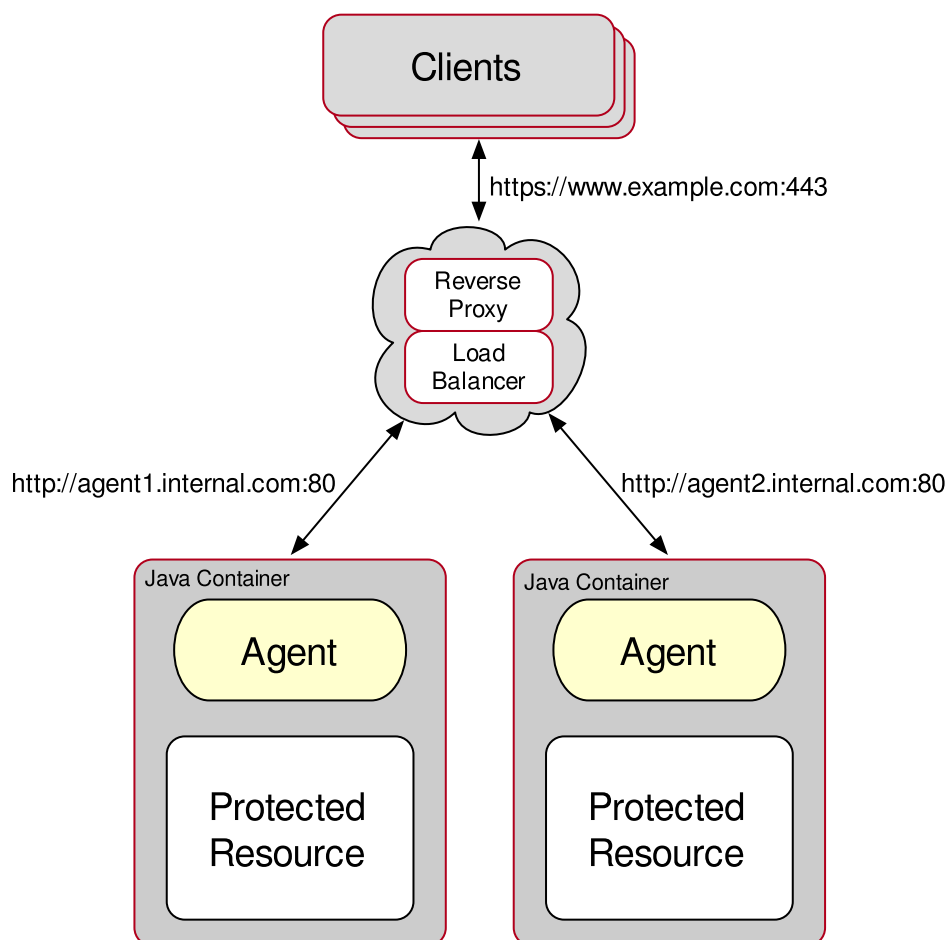 Clients
https://www.example.com:443
Reverse
Proxy
Load
Balancer
http://agent1.internal.com:80
http://agent2.internal.com:80
Java Container
Agent
Protected
Resource
Java Container
Agent
Protected
Resource